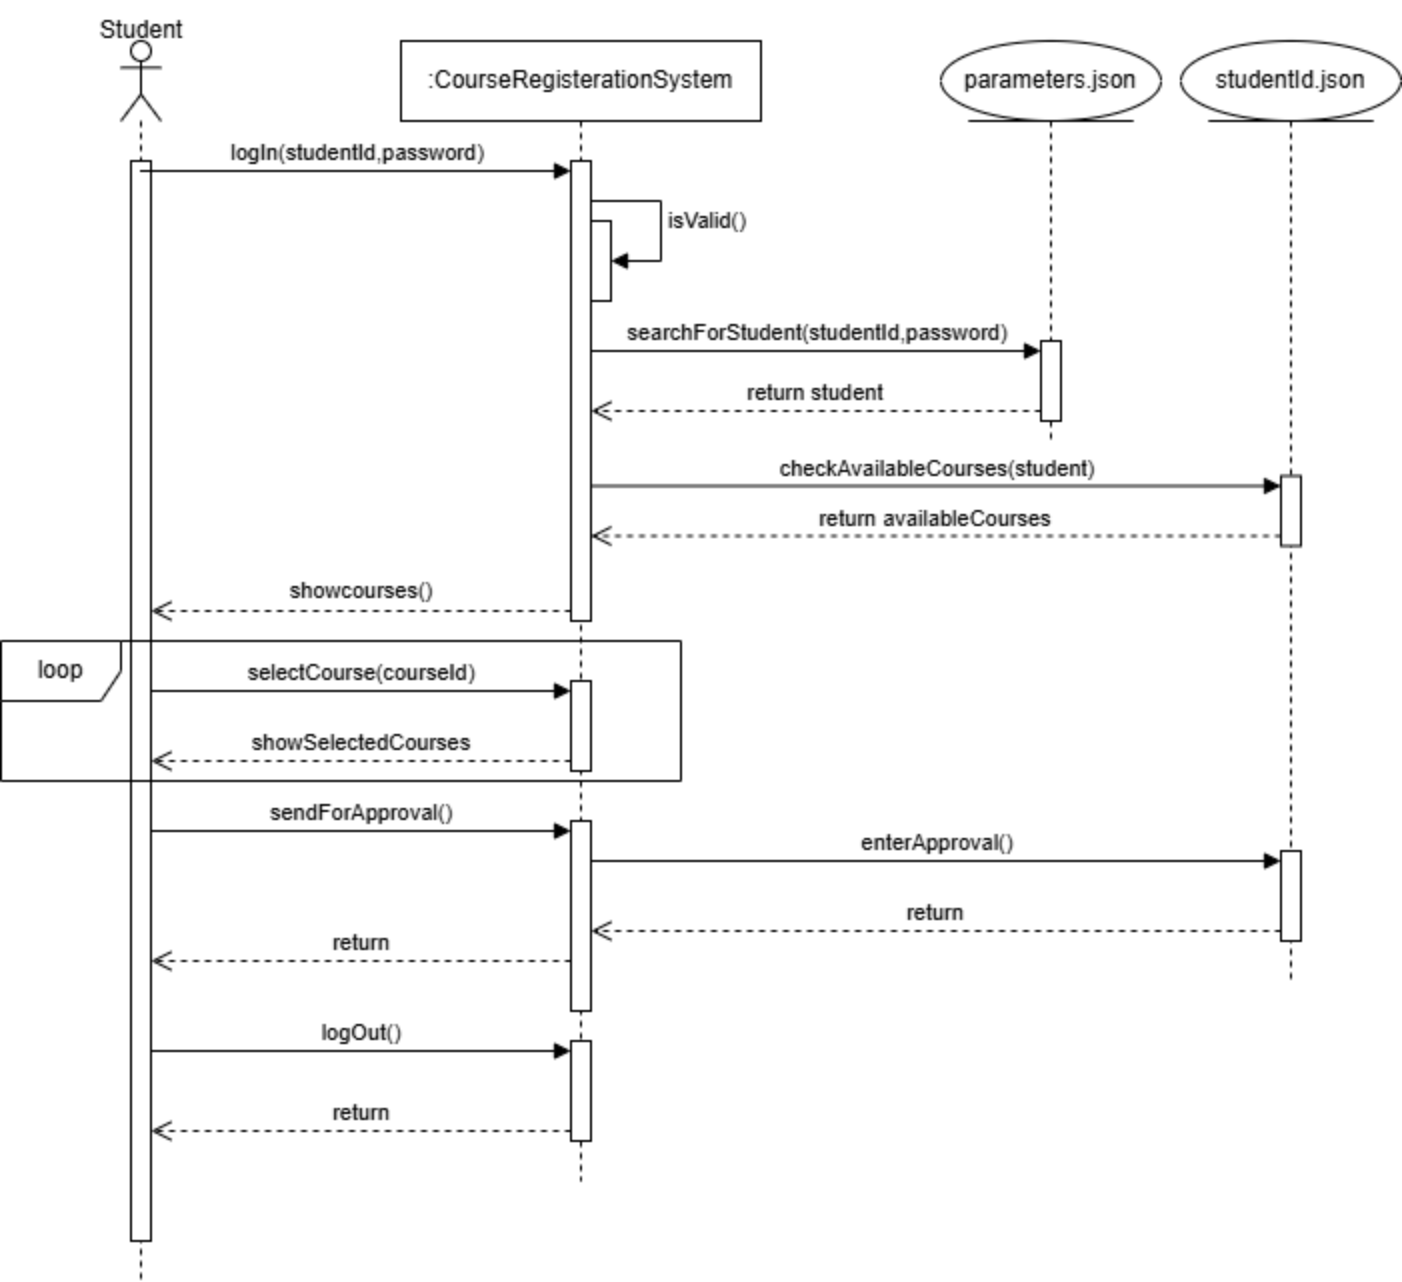 Student
:CourseRegisterationSystem
parameters.json
studentId.json
logIn(studentId,password)
isValid()
searchForStudent(studentId,password)
return student
checkAvailableCourses(student)
return availableCourses
showcourses()
loop
selectCourse(courseId)
showSelectedCourses
sendForApproval()
enterApproval()
return
return
logOut()
return